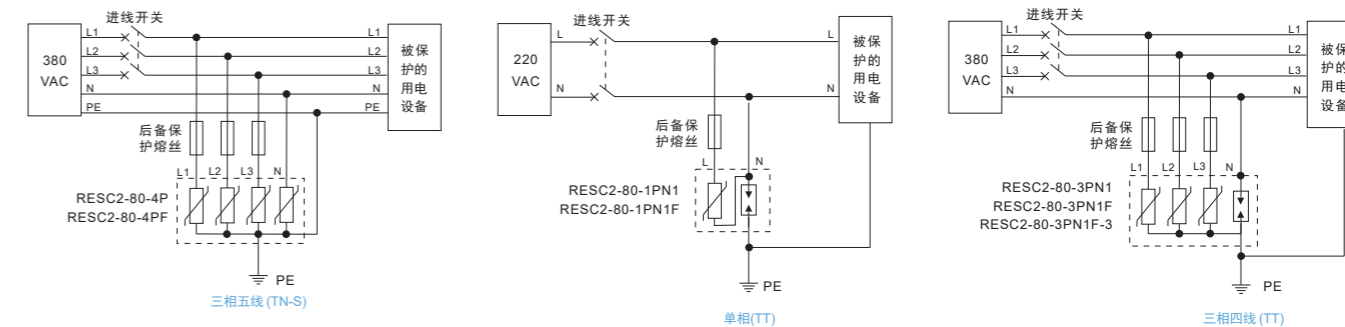 进线开关
380
VAC
L1
L2
L3
N
PE
L1
L2
L3
N
PE
被保
护的
用电
设备
后备保
护熔丝
L1 L2 L3 N
RESC2-80-4P
RESC2-80-4PF
PE
三相五线 (TN-S)
进线开关
220
VAC
L
N
L
N
被保
护的
用电
设备
后备保
护熔丝
L N
RESC2-80-1PN1
RESC2-80-1PN1F
PE
单相(TT)
进线开关
380
VAC
L1
L2
L3
N
L1
L2
L3
N
被保
护的
用电
设备
后备保
护熔丝
L1 L2 L3 N
RESC2-80-3PN1
RESC2-80-3PN1F
RESC2-80-3PN1F-3
PE
三相四线 (TT)